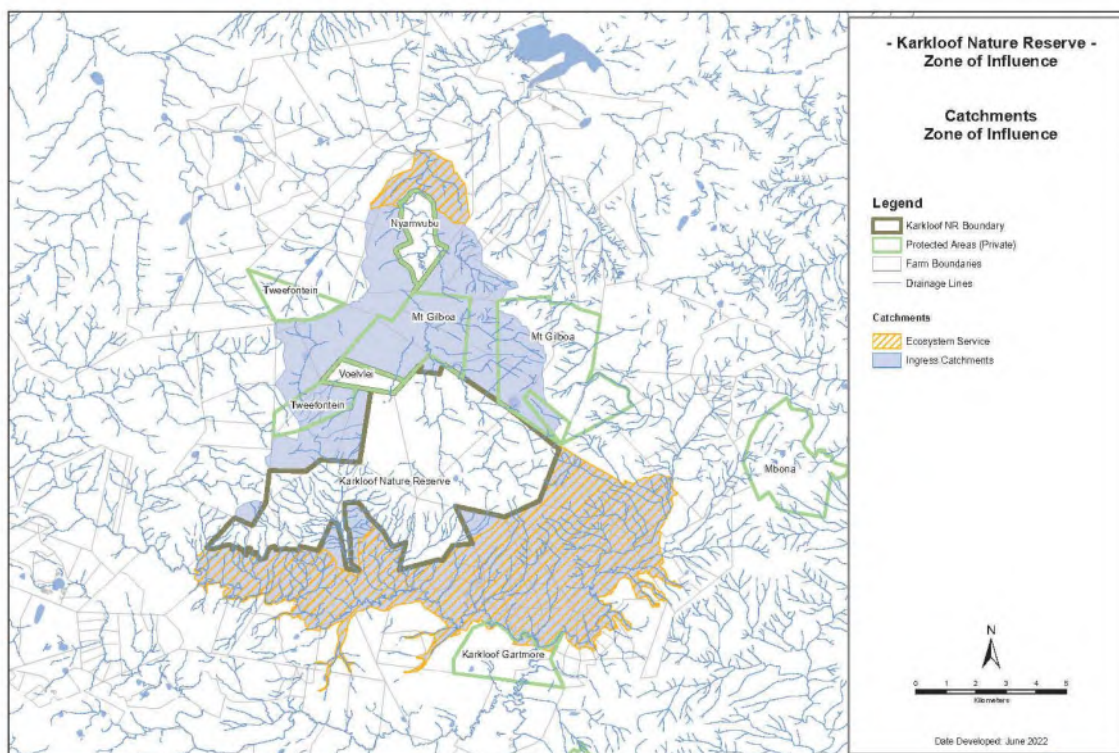 - Karkloof Nature Reserve -
Zone of Influence
Catchments
Zone of Influence
Legend
Karkloof NR Boundary
Protected Areas (Private)
Farm Boundaries
Drainage Lines
Catchments
Ecosystem Service
Ingress Catchments
Nyamvubu
Tweefontein
Mt Gilboa
Mt Gilboa
Voelvlei
Tweefontein
Karkloof Nature Reserve
Mbona
Karkloof Gartmore
N
0 1 2 3 4 5
Kilometers
Date Developed: June 2022